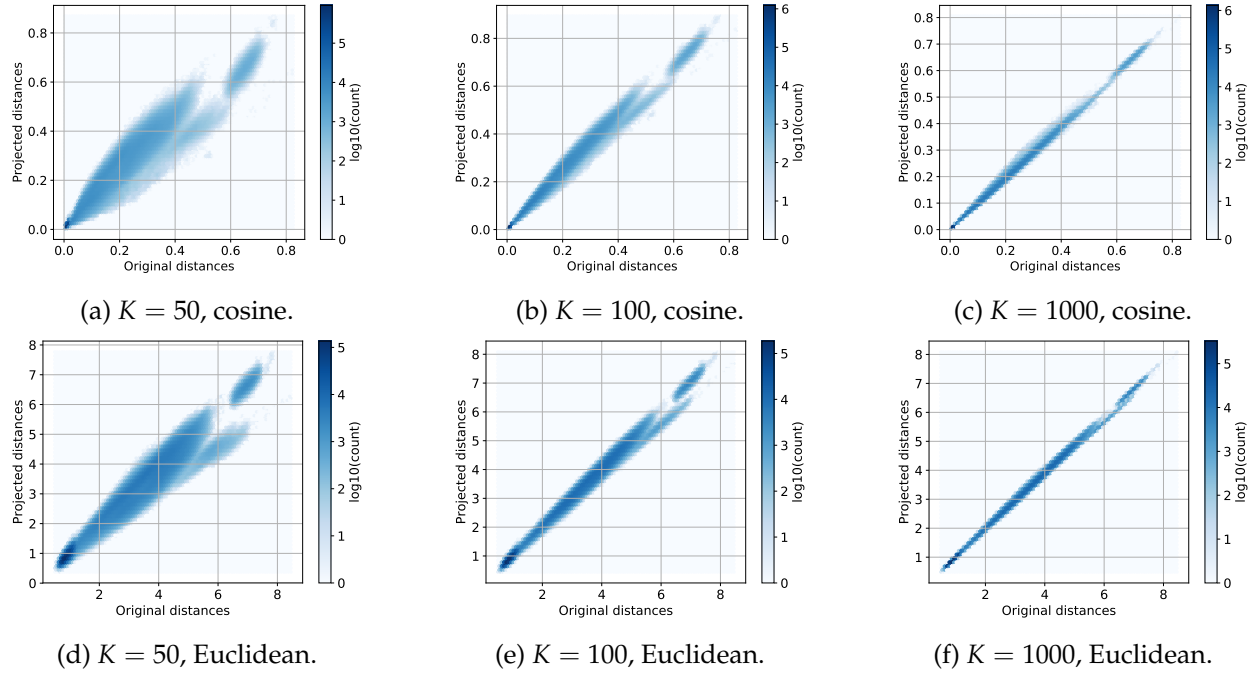 0.8
0.6
0.4
0.2
0.0
Projected distances
0.0 0.2 0.4 0.6 0.8
Original distances
5
4
3
2
1
0
log10(count)
(a) K = 50, cosine.
0.8
0.6
0.4
0.2
0.0
Projected distances
0.0 0.2 0.4 0.6 0.8
Original distances
6
5
4
3
2
1
0
log10(count)
(b) K = 100, cosine.
0.8
0.7
0.6
0.5
0.4
0.3
0.2
0.1
0.0
Projected distances
0.0 0.2 0.4 0.6 0.8
Original distances
6
5
4
3
2
1
0
log10(count)
(c) K = 1000, cosine.
8
7
6
5
4
3
2
1
0
Projected distances
2 4 6 8
Original distances
5
4
3
2
1
0
log10(count)
(d) K = 50, Euclidean.
8
7
6
5
4
3
2
1
Projected distances
2 4 6 8
Original distances
5
4
3
2
1
0
log10(count)
(e) K = 100, Euclidean.
8
7
6
5
4
3
2
1
Projected distances
2 4 6 8
Original distances
5
4
3
2
1
0
log10(count)
(f) K = 1000, Euclidean.